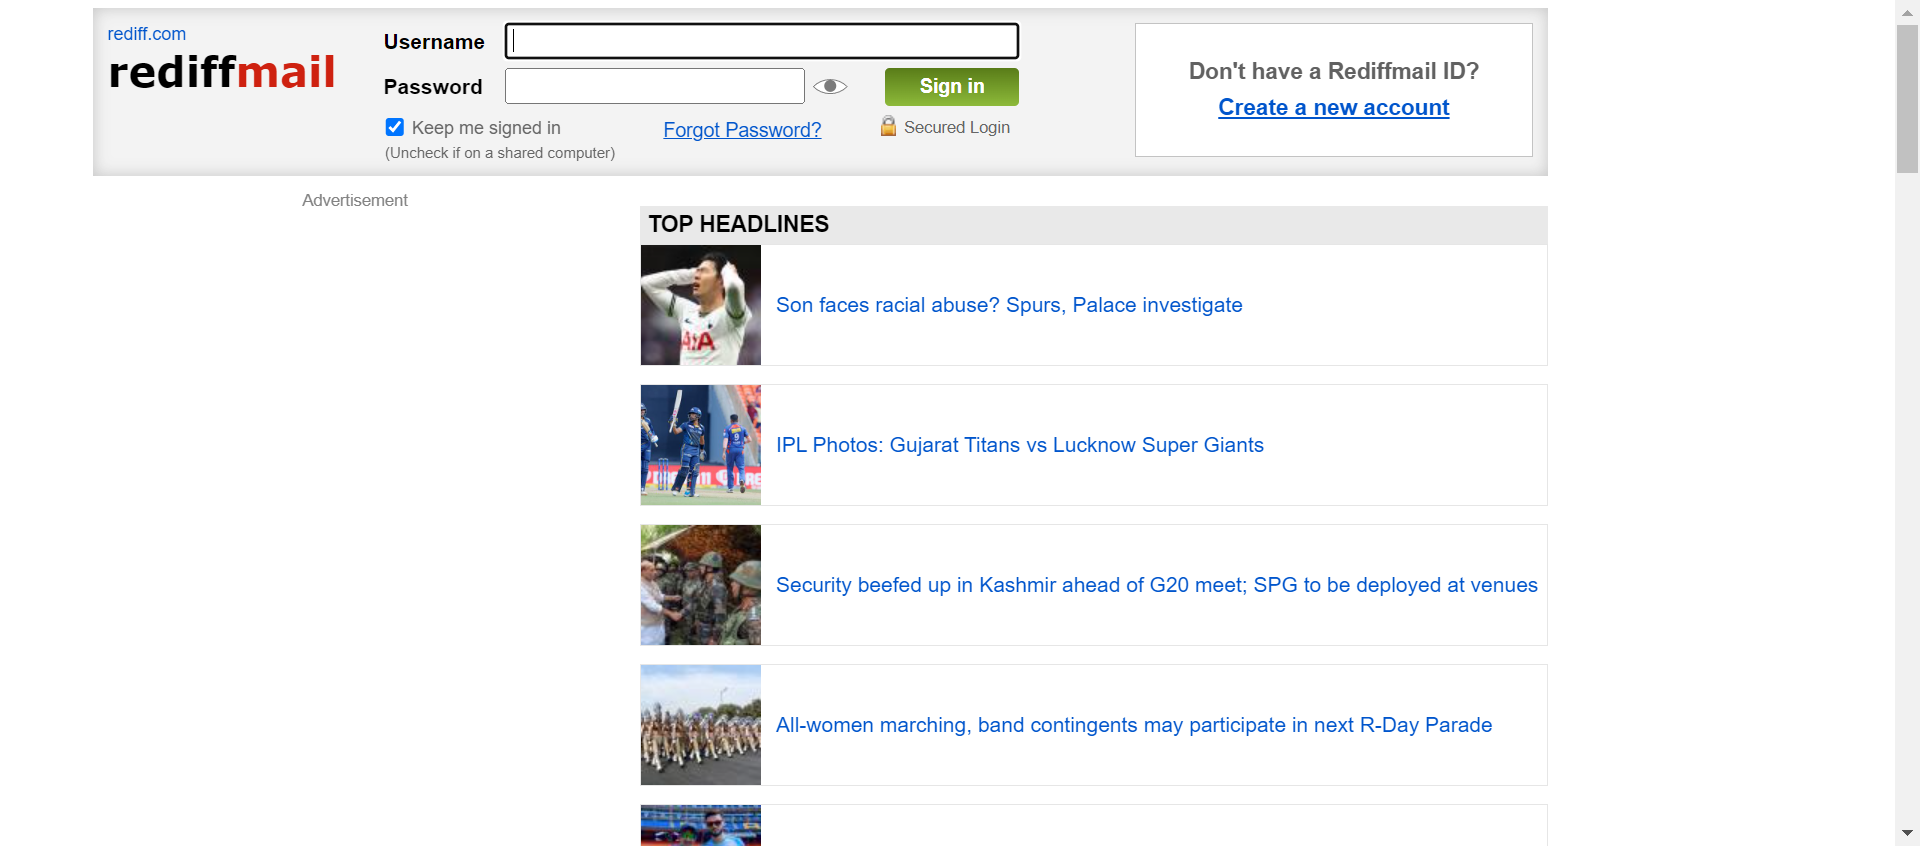 rediff.com
rediffmail
Username
Password
Sign in
Keep me signed in
(Uncheck if on a shared computer)
Forgot Password?
Secured Login
Don't have a Rediffmail ID?
Create a new account
Advertisement
TOP HEADLINES
AIA
Son faces racial abuse? Spurs, Palace investigate
9
IPL Photos: Gujarat Titans vs Lucknow Super Giants
Security beefed up in Kashmir ahead of G20 meet; SPG to be deployed at venues
All-women marching, band contingents may participate in next R-Day Parade